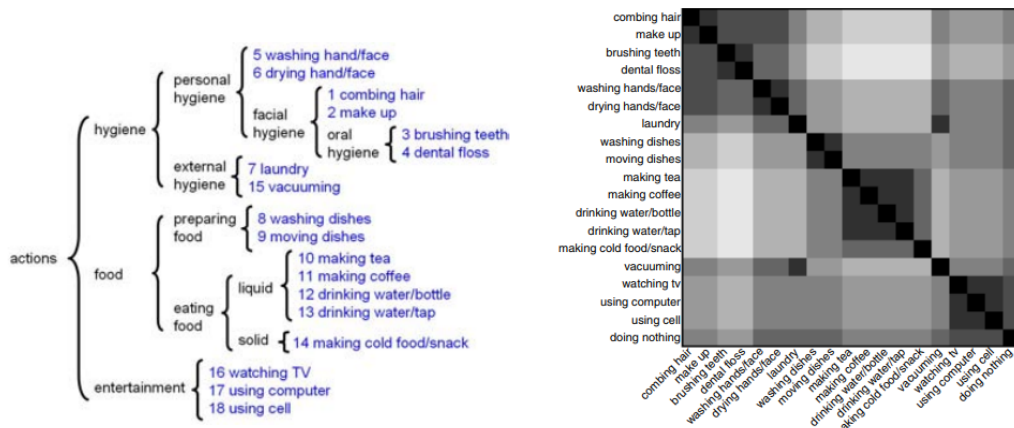 5 washing hand/face
6 drying hand/face
personal
hygiene
1 combing hair
2 make up
facial
hygiene
oral
hygiene
3 brushing teeth
4 dental floss
hygiene
external
hygiene
7 laundry
15 vacuuming
actions
preparing
food
8 washing dishes
9 moving dishes
food
10 making tea
11 making coffee
12 drinking water/bottle
13 drinking water/tap
liquid
eating
food
solid
14 making cold food/snack
entertainment
16 watching TV
17 using computer
18 using cell
combing hair
make up
brushing teeth
dental floss
washing hands/face
drying hands/face
laundry
washing dishes
moving dishes
making tea
making coffee
drinking water/bottle
drinking water/tap
making cold food/snack
vacuuming
watching tv
using computer
using cell
doing nothing
combing hair
make up
brushing teeth
dental floss
washing hands/face
drying hands/face
laundry
washing dishes
moving dishes
making tea
making coffee
drinking water/bottle
drinking water/tap
aking cold food/snack
vacuuming
watching tv
using computer
using cell
doing nothing